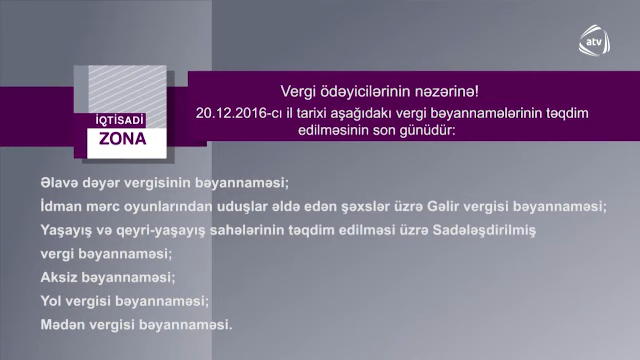 atv
Vergi ödəyicilərinin nəzərinə!
20.12.2016-cı il tarixi aşağıdakı vergi bəyannamələrinin təqdim
edilməsinin son günüdür:
İQTİSADİ
ZONA
Əlavə dəyər vergisinin bəyannaməsi;
İdman mərc oyunlarından uduşlar əldə edən şəxslər üzrə Gəlir vergisi bəyannaməsi;
Yaşayış və qeyri-yaşayış sahələrinin təqdim edilməsi üzrə Sadələşdirilmiş
vergi bəyannaməsi;
Aksiz bəyannaməsi;
Yol vergisi bəyannaməsi;
Mədən vergisi bəyannaməsi.